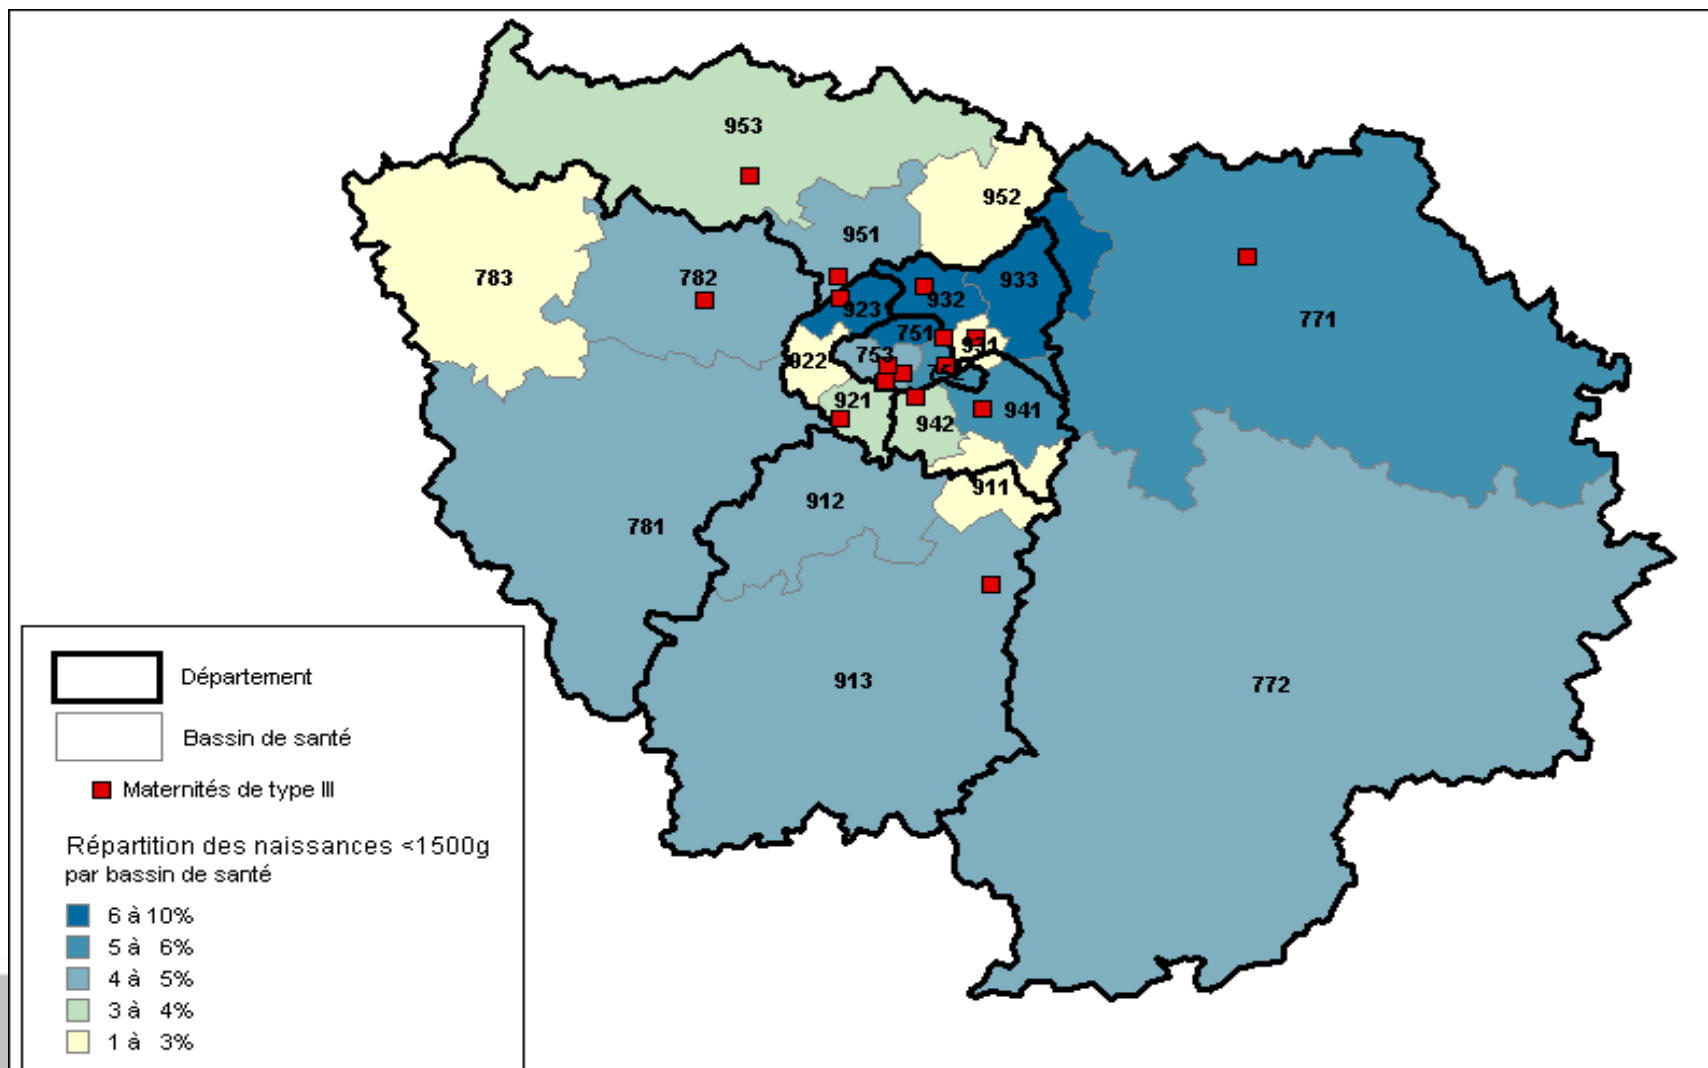 953
952
951
783
782
933
932
923
771
751
931
753
922
921
941
942
911
912
781
913
772
Département
Bassin de santé
Maternités de type III
Répartition des naissances <1500g
par bassin de santé
6 à 10%
5 à 6%
4 à 5%
3 à 4%
1 à 3%